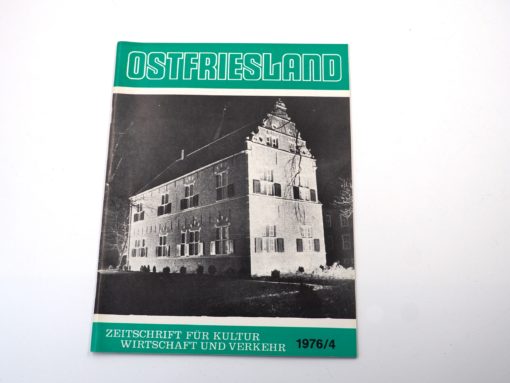 OSTFRIESLAND
ZEITSCHRIFT FÜR KULTUR
WIRTSCHAFT UND VERKEHR 1976/4